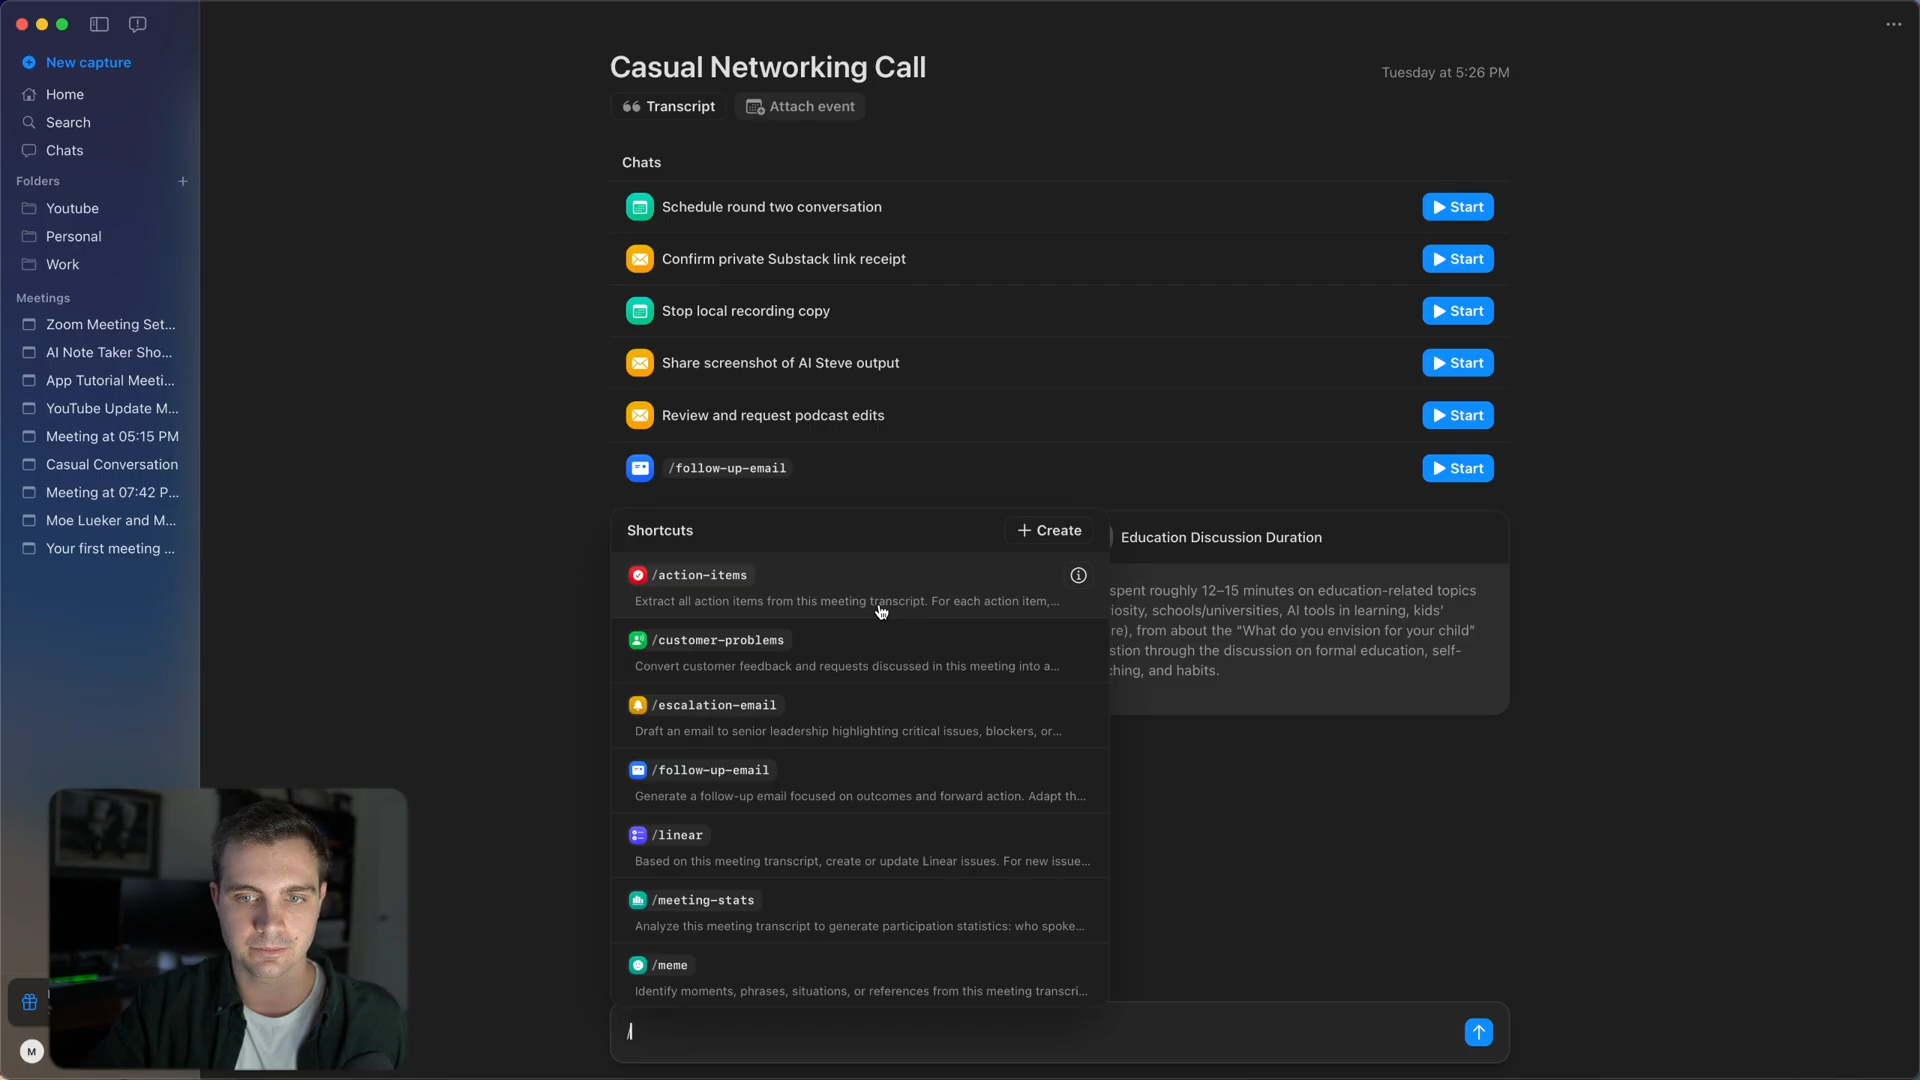 New capture
Home
Search
Chats
Folders
Youtube
Personal
Work
Meetings
Zoom Meeting Set...
AI Note Taker Sho...
App Tutorial Meeti...
YouTube Update M...
Meeting at 05:15 PM
Casual Conversation
Meeting at 07:42 P...
Moe Lueker and M...
Your first meeting ...
M
Casual Networking Call
Tuesday at 5:26 PM
Transcript
Attach event
Chats
Schedule round two conversation
Start
Confirm private Substack link receipt
Start
Stop local recording copy
Start
Share screenshot of AI Steve output
Start
Review and request podcast edits
Start
/follow-up-email
Start
Shortcuts
+ Create
/action-items
Extract all action items from this meeting transcript. For each action item,...
/customer-problems
Convert customer feedback and requests discussed in this meeting into a...
/escalation-email
Draft an email to senior leadership highlighting critical issues, blockers, or...
/follow-up-email
Generate a follow-up email focused on outcomes and forward action. Adapt th...
/linear
Based on this meeting transcript, create or update Linear issues. For new issue...
/meeting-stats
Analyze this meeting transcript to generate participation statistics: who spoke...
/meme
Identify moments, phrases, situations, or references from this meeting transcri...
Education Discussion Duration
spent roughly 12–15 minutes on education-related topics
iosity, schools/universities, AI tools in learning, kids'
re), from about the “What do you envision for your child”
stion through the discussion on formal education, self-
ching, and habits.
/